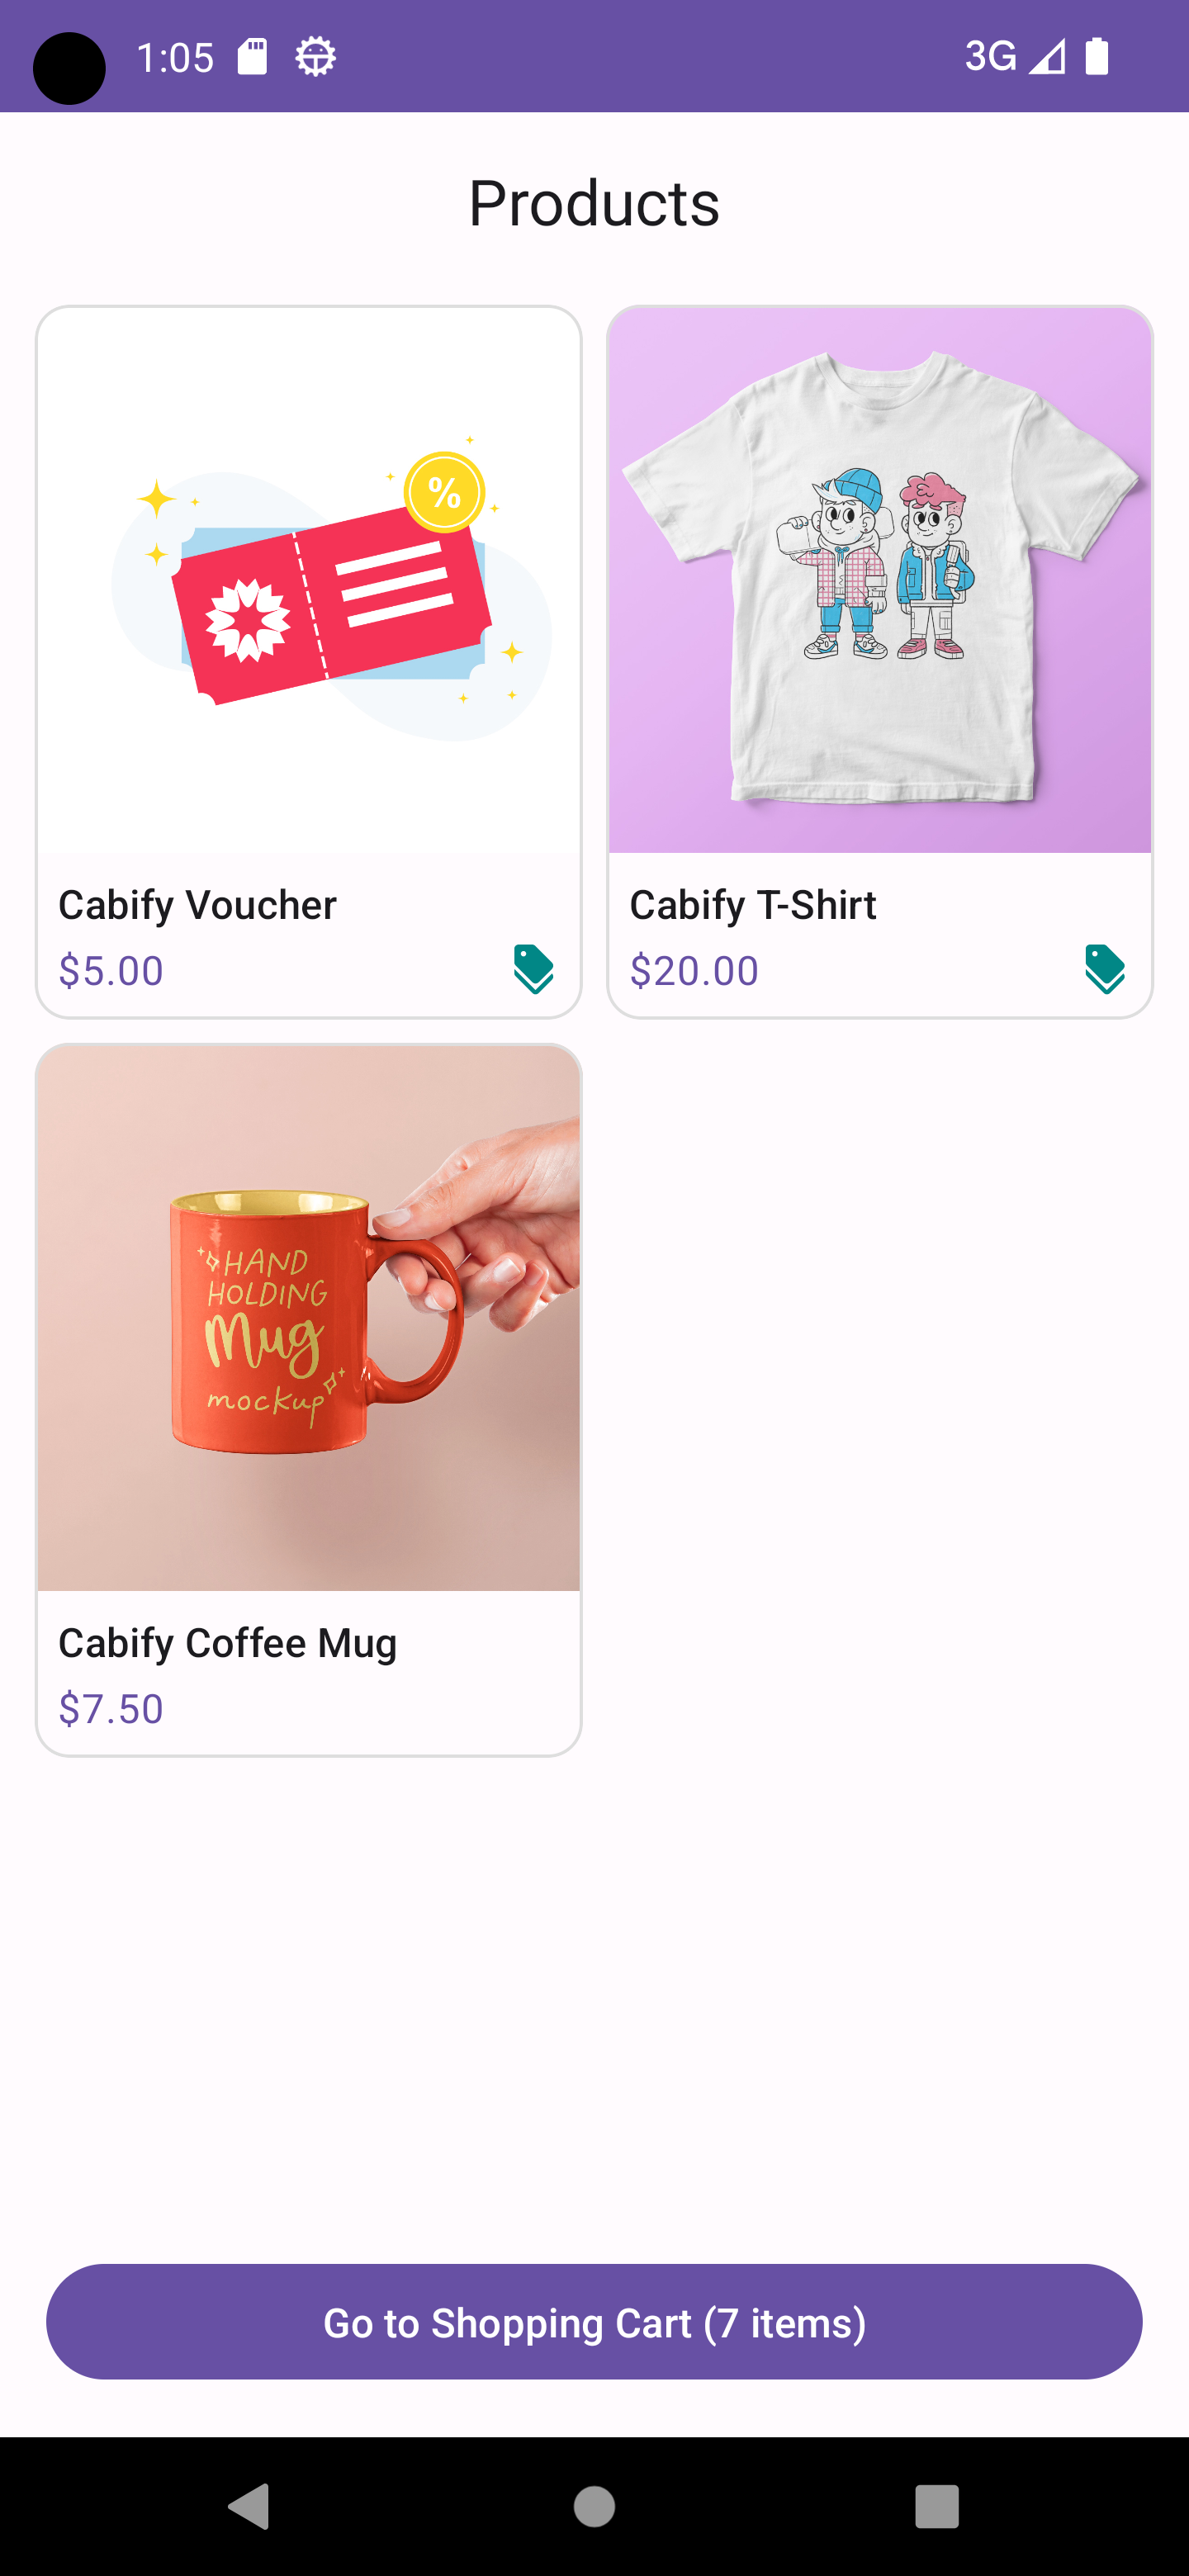 1:05
3G
Products
%
Cabify Voucher
$5.00
Cabify T-Shirt
$20.00
HAND
HOLDING
Mug
mockup
Cabify Coffee Mug
$7.50
Go to Shopping Cart (7 items)